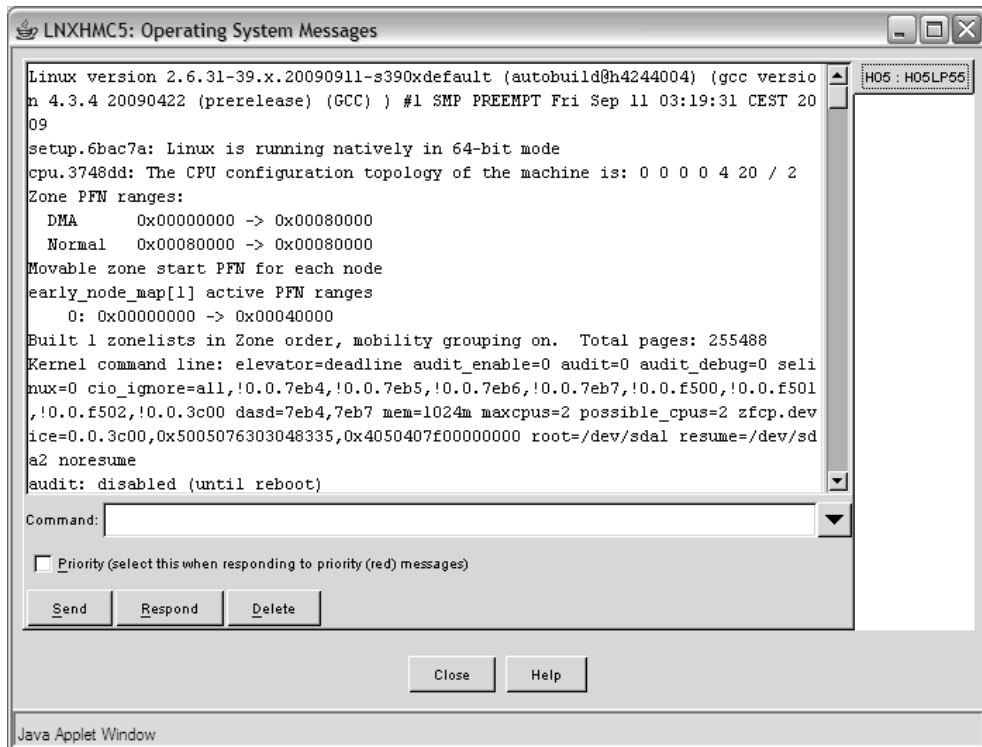 LNXHMC5: Operating System Messages
Linux version 2.6.31-39.x.20090911-s390xdefault (autobuild@h4244004) (gcc versio
n 4.3.4 20090422 (prerelease) (GCC) ) #1 SMP PREEMPT Fri Sep 11 03:19:31 CEST 20
09
setup.6bac7a: Linux is running natively in 64-bit mode
cpu.3748dd: The CPU configuration topology of the machine is: 0 0 0 0 4 20 / 2
Zone PFN ranges:
DMA 0x00000000 -> 0x00080000
Normal 0x00080000 -> 0x00080000
Movable zone start PFN for each node
early_node_map[1] active PFN ranges
0: 0x00000000 -> 0x00040000
Built 1 zonelists in Zone order, mobility grouping on. Total pages: 255488
Kernel command line: elevator=deadline audit_enable=0 audit=0 audit_debug=0 seli
nux=0 cio_ignore=all,!0.0.7eb4,!0.0.7eb5,!0.0.7eb6,!0.0.7eb7,!0.0.f500,!0.0.f501
,!0.0.f502,!0.0.3c00 dasd=7eb4,7eb7 mem=1024m maxcpus=2 possible_cpus=2 zfcp.dev
ice=0.0.3c00,0x5005076303048335,0x4050407f00000000 root=/dev/sda1 resume=/dev/sd
a2 noresume
audit: disabled (until reboot)
H05 : H05LP55
Command:
Priority (select this when responding to priority (red) messages)
Send Respond Delete
Close Help
Java Applet Window